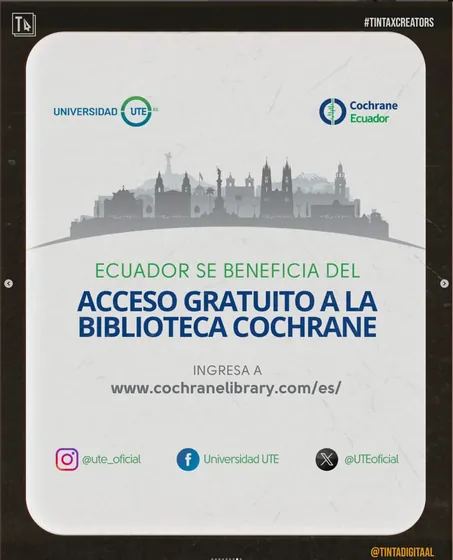 T4
#TINTAXCREATORS
UNIVERSIDAD UTE
Cochrane
Ecuador
ECUADOR SE BENEFICIA DEL
ACCESO GRATUITO A LA
BIBLIOTECA COCHRANE
INGRESA A
www.cochranelibrary.com/es/
@ute_oficial
Universidad UTE
@UTEoficial
@TINTADIGITAAL